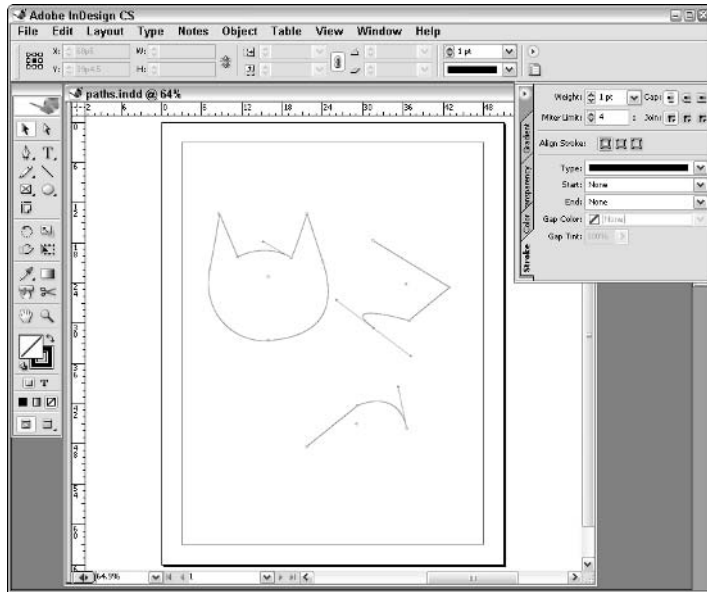 Adobe InDesign CS
File Edit Layout Type Notes Object Table View Window Help
X: W: 1 pt
Y: H:
paths.indd @ 64%
0 6 12 18 24 30 36 42 48
Weight: 1 pt Cap:
Miter Limit: 4 Join:
Align Stroke:
Type:
Start: None
End: None
Gap Color: [None]
Gap Tint: 100%
Gradient
Transparency
Color
Stroke
T
T
64.9% 1